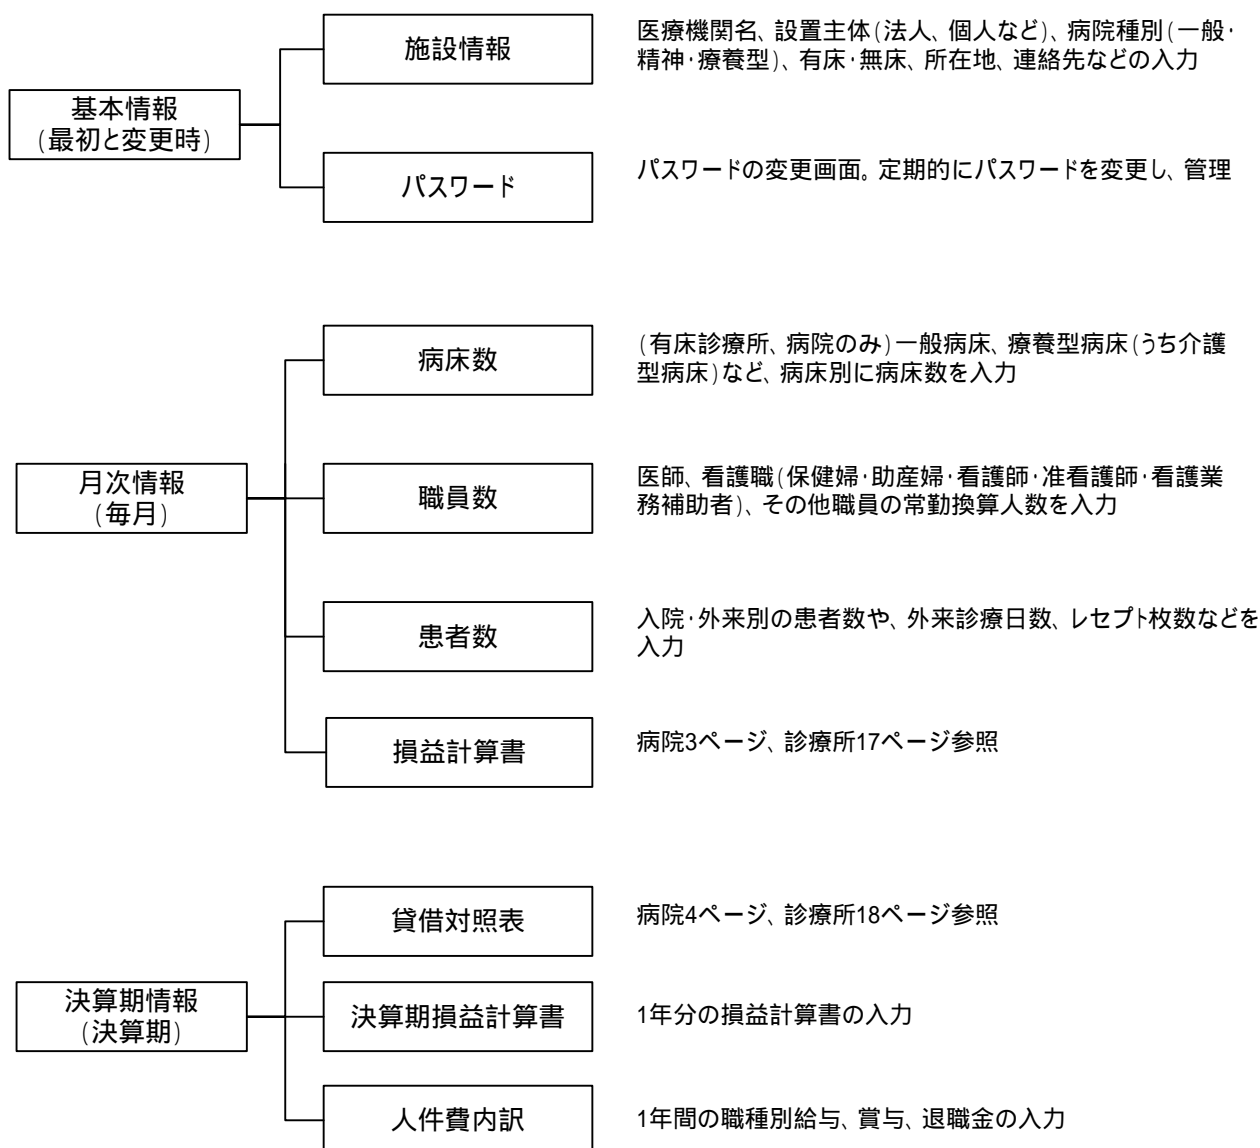 基本情報
(最初と変更時)
施設情報
医療機関名、設置主体(法人、個人など)、病院種別(一般･
精神･療養型)、有床･無床、所在地、連絡先などの入力
パスワード
パスワードの変更画面。定期的にパスワードを変更し、管理
月次情報
(毎月)
病床数
(有床診療所、病院のみ)一般病床、療養型病床(うち介護
型病床)など、病床別に病床数を入力
職員数
医師、看護職(保健婦･助産婦･看護師･准看護師･看護業
務補助者)、その他職員の常勤換算人数を入力
患者数
入院･外来別の患者数や、外来診療日数、レセプト枚数などを
入力
損益計算書
病院3ページ、診療所17ページ参照
決算期情報
(決算期)
貸借対照表
病院4ページ、診療所18ページ参照
決算期損益計算書
1年分の損益計算書の入力
人件費内訳
1年間の職種別給与、賞与、退職金の入力